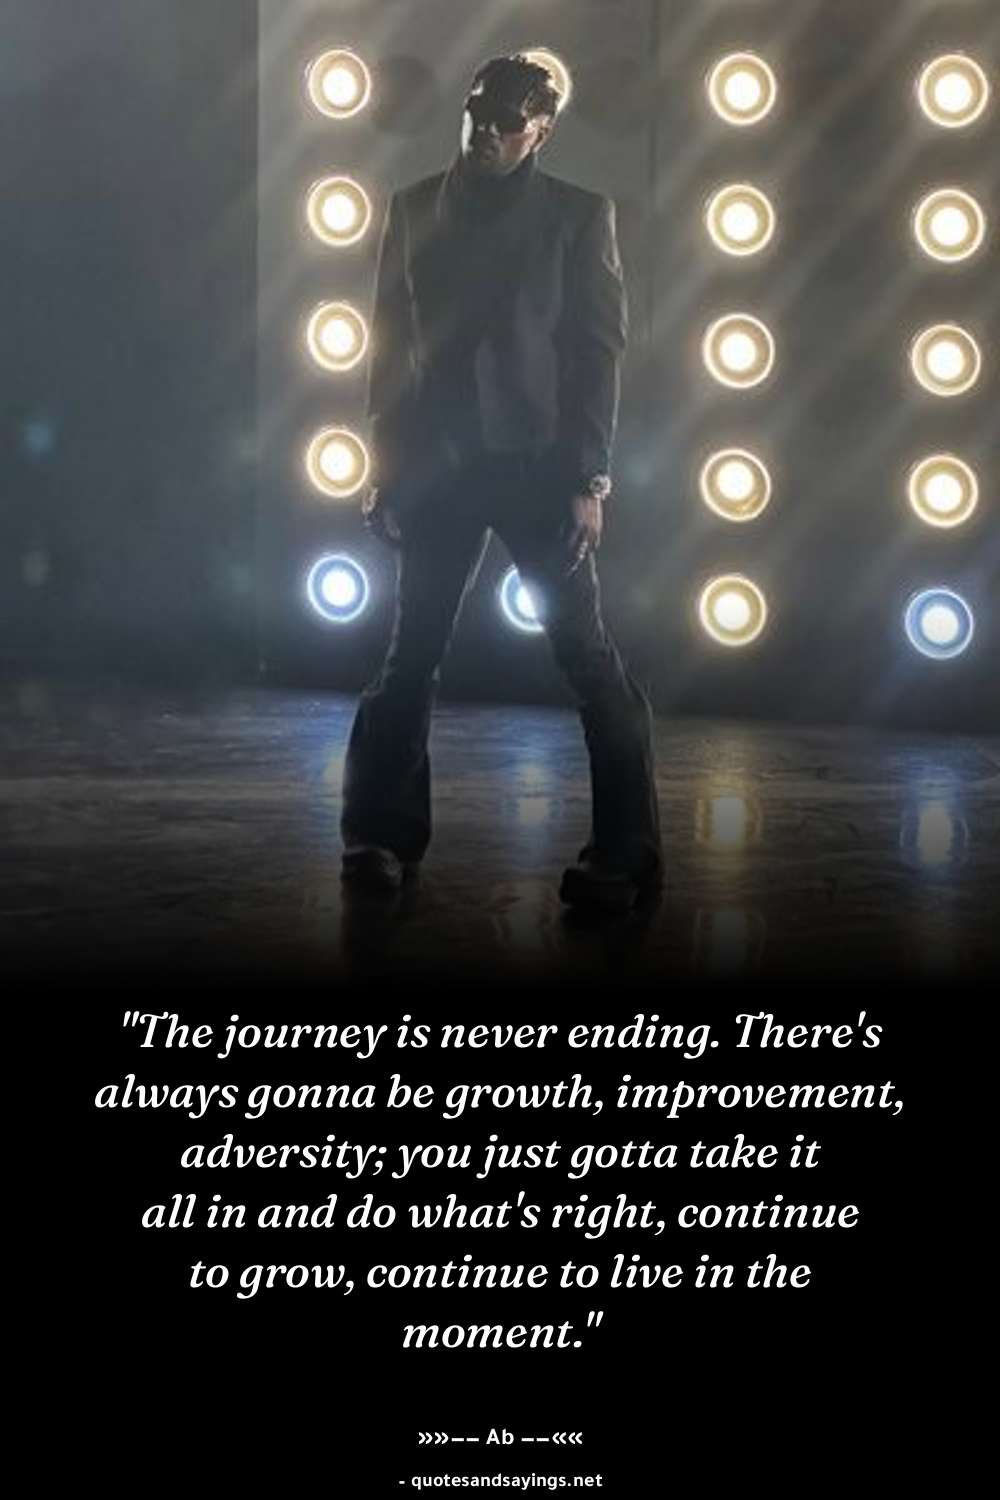 "The journey is never ending. There's
always gonna be growth, improvement,
adversity; you just gotta take it
all in and do what's right, continue
to grow, continue to live in the
moment."
»»−− Ab −−««
- quotesandsayings.net